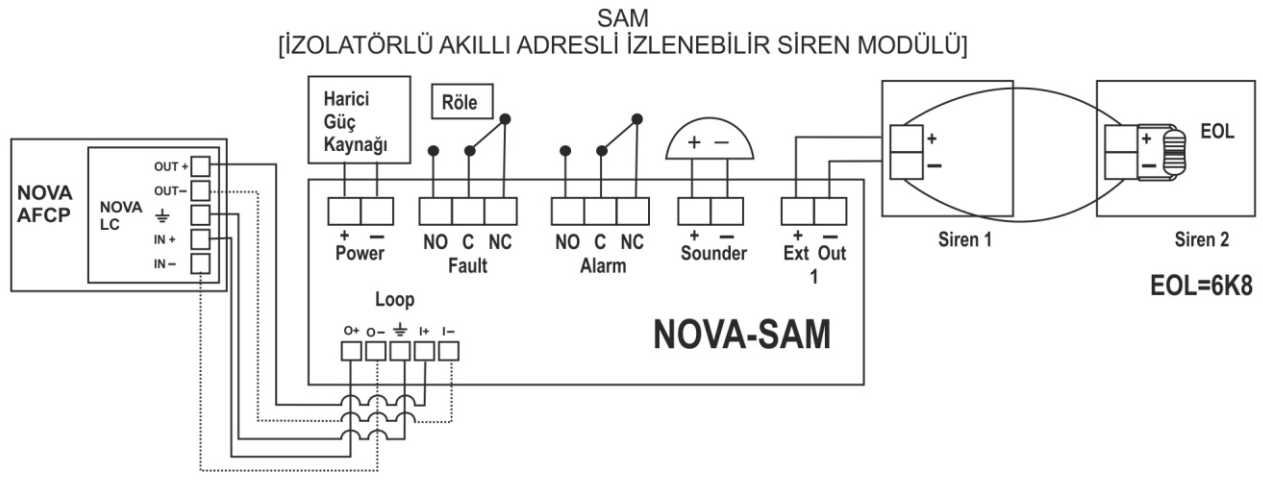 SAM
[İZOLATÖRLÜ AKILLI ADRESLİ İZLENEBİLİR SİREN MODÜLÜ]
Harici
Güç
Kaynağı
Röle
+ −
+
−
+
−
EOL
NOVA
AFCP
NOVA
LC
OUT +
OUT−
IN +
IN −
+ −
Power
NO C NC
Fault
NO C NC
Alarm
+ −
Sounder
+ −
Ext Out
1
Siren 1
Siren 2
EOL=6K8
Loop
O+ O− I+ I−
NOVA-SAM